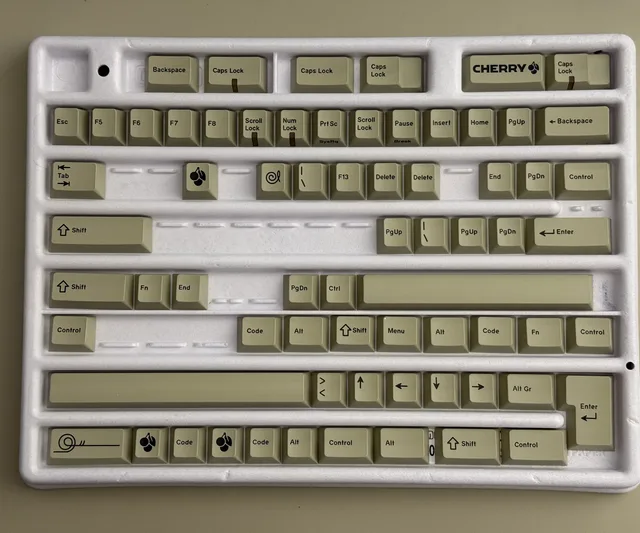 Backspace
Caps Lock
Caps Lock
Caps
Lock
CHERRY
Caps
Lock
Esc
F5
F6
F7
F8
Scroll
Lock
Num
Lock
PrtSc
Scroll
Lock
Pause
Insert
Home
PgUp
← Backspace
Tab
|
\
F13
Delete
Delete
End
PgDn
Control
Shift
PgUp
|
\
PgUp
PgDn
Enter
Shift
Fn
End
PgDn
Ctrl
Control
Code
Alt
Shift
Menu
Alt
Code
Fn
Control
>
<
↑
←
↓
→
Alt Gr
Enter
Code
Code
Alt
Control
Alt
Shift
Control